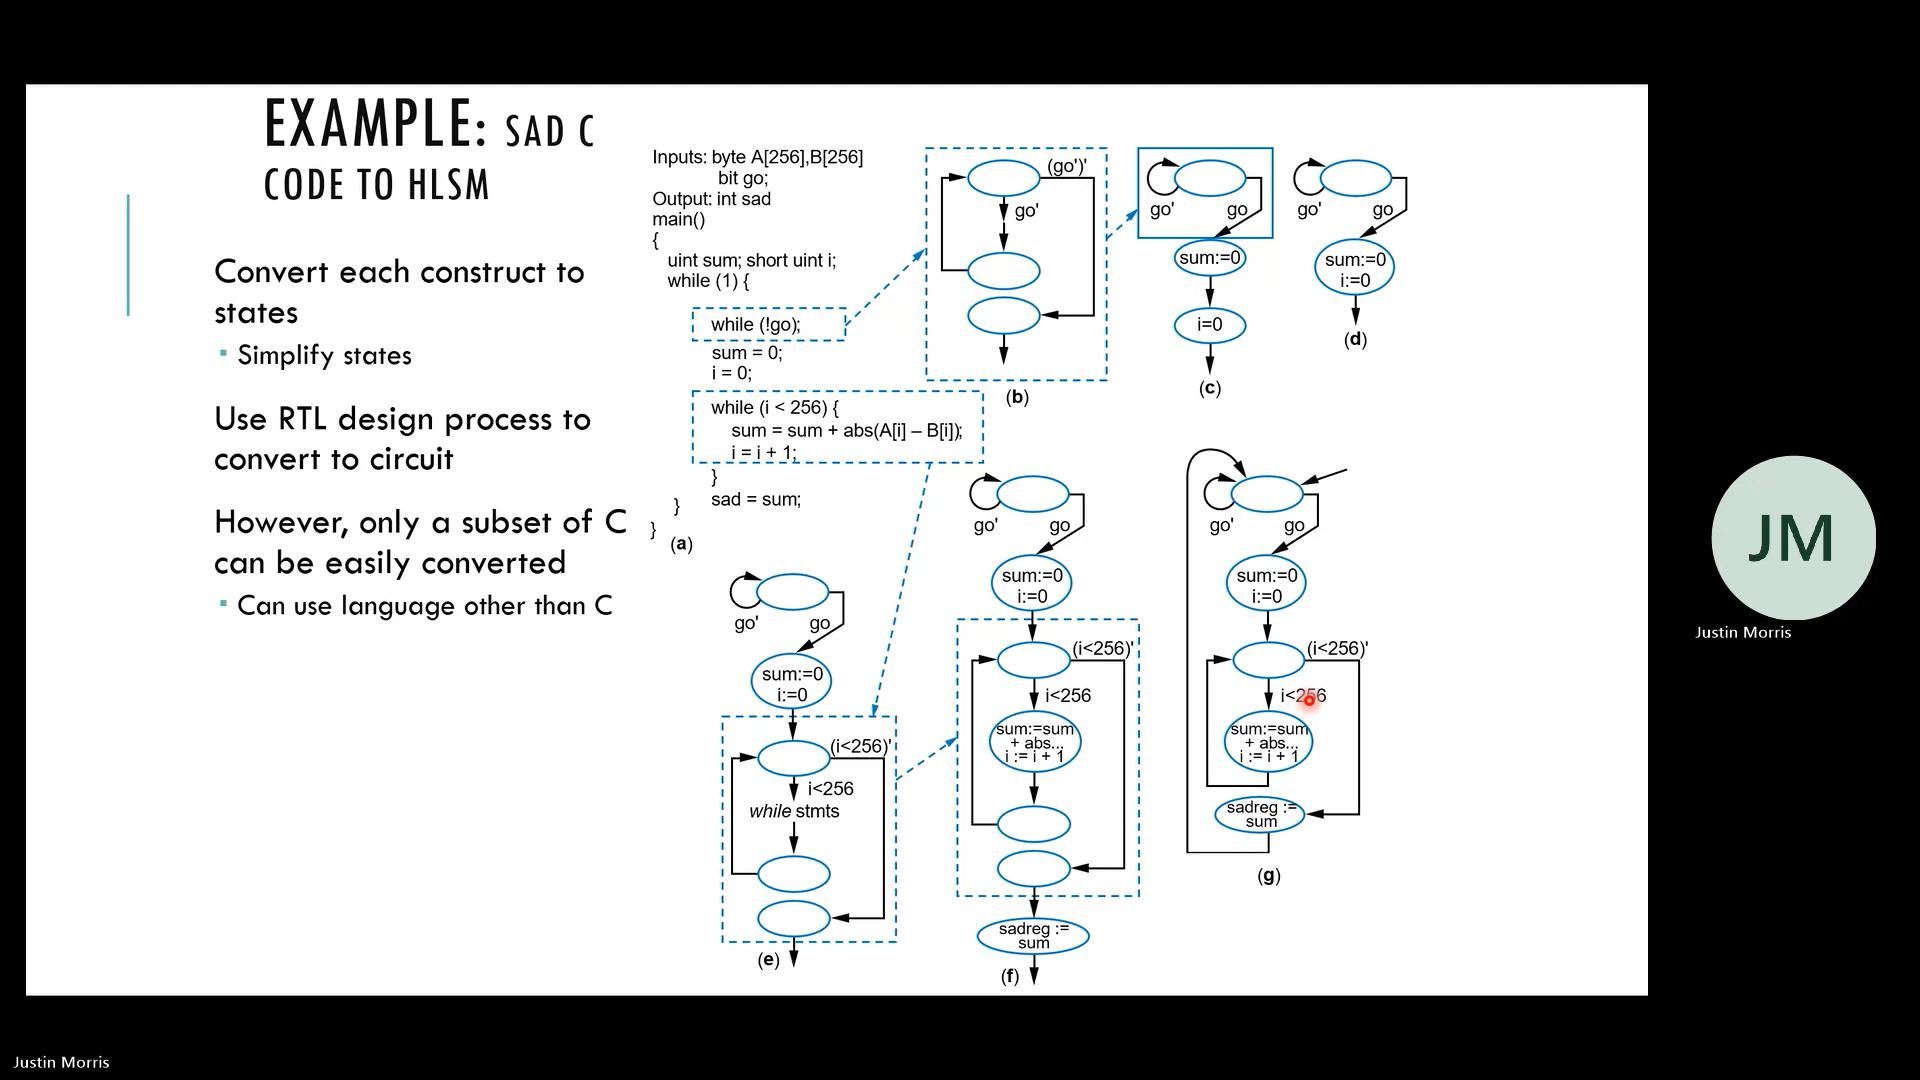 EXAMPLE: SAD C
CODE TO HLSM
Convert each construct to
states
▪ Simplify states
Use RTL design process to
convert to circuit
However, only a subset of C
can be easily converted
▪ Can use language other than C
Inputs: byte A[256],B[256]
bit go;
Output: int sad
main()
{
uint sum; short uint i;
while (1) {
while (!go);
sum = 0;
i = 0;
while (i < 256) {
sum = sum + abs(A[i] – B[i]);
i = i + 1;
}
sad = sum;
}
}
(a)
(go')'
go'
(b)
go'
go
sum:=0
i=0
(c)
go'
go
sum:=0
i:=0
(d)
go'
go
sum:=0
i:=0
(i<256)'
i<256
while stmts
(e)
go'
go
sum:=0
i:=0
(i<256)'
i<256
sum:=sum
+ abs...
i := i + 1
sadreg :=
sum
(f)
go'
go
sum:=0
i:=0
(i<256)'
i<256
sum:=sum
+ abs...
i := i + 1
sadreg :=
sum
(g)
JM
Justin Morris
Justin Morris